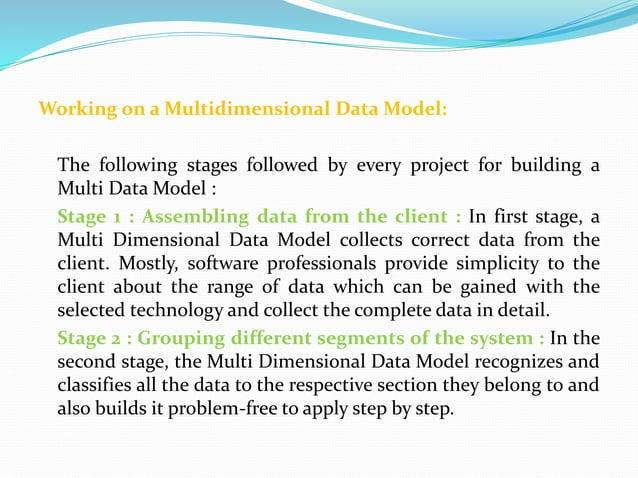 Working on a Multidimensional Data Model:
The following stages followed by every project for building a
Multi Data Model :
Stage 1 : Assembling data from the client : In first stage, a
Multi Dimensional Data Model collects correct data from the
client. Mostly, software professionals provide simplicity to the
client about the range of data which can be gained with the
selected technology and collect the complete data in detail.
Stage 2 : Grouping different segments of the system : In the
second stage, the Multi Dimensional Data Model recognizes and
classifies all the data to the respective section they belong to and
also builds it problem-free to apply step by step.